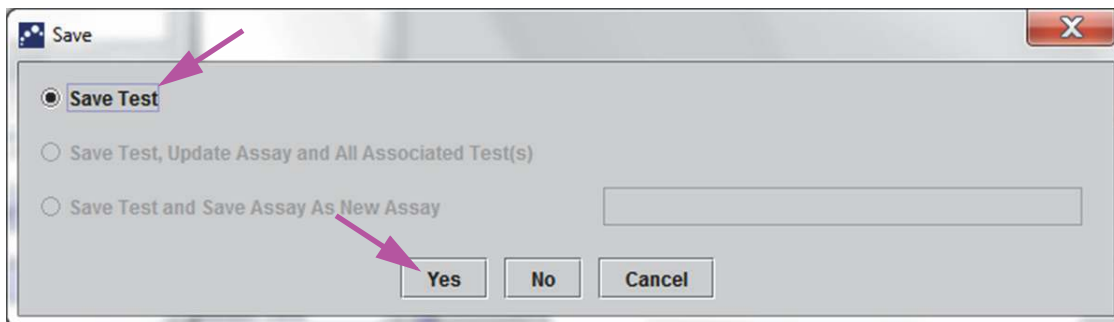 Save
Save Test
Save Test, Update Assay and All Associated Test(s)
Save Test and Save Assay As New Assay
Yes No Cancel